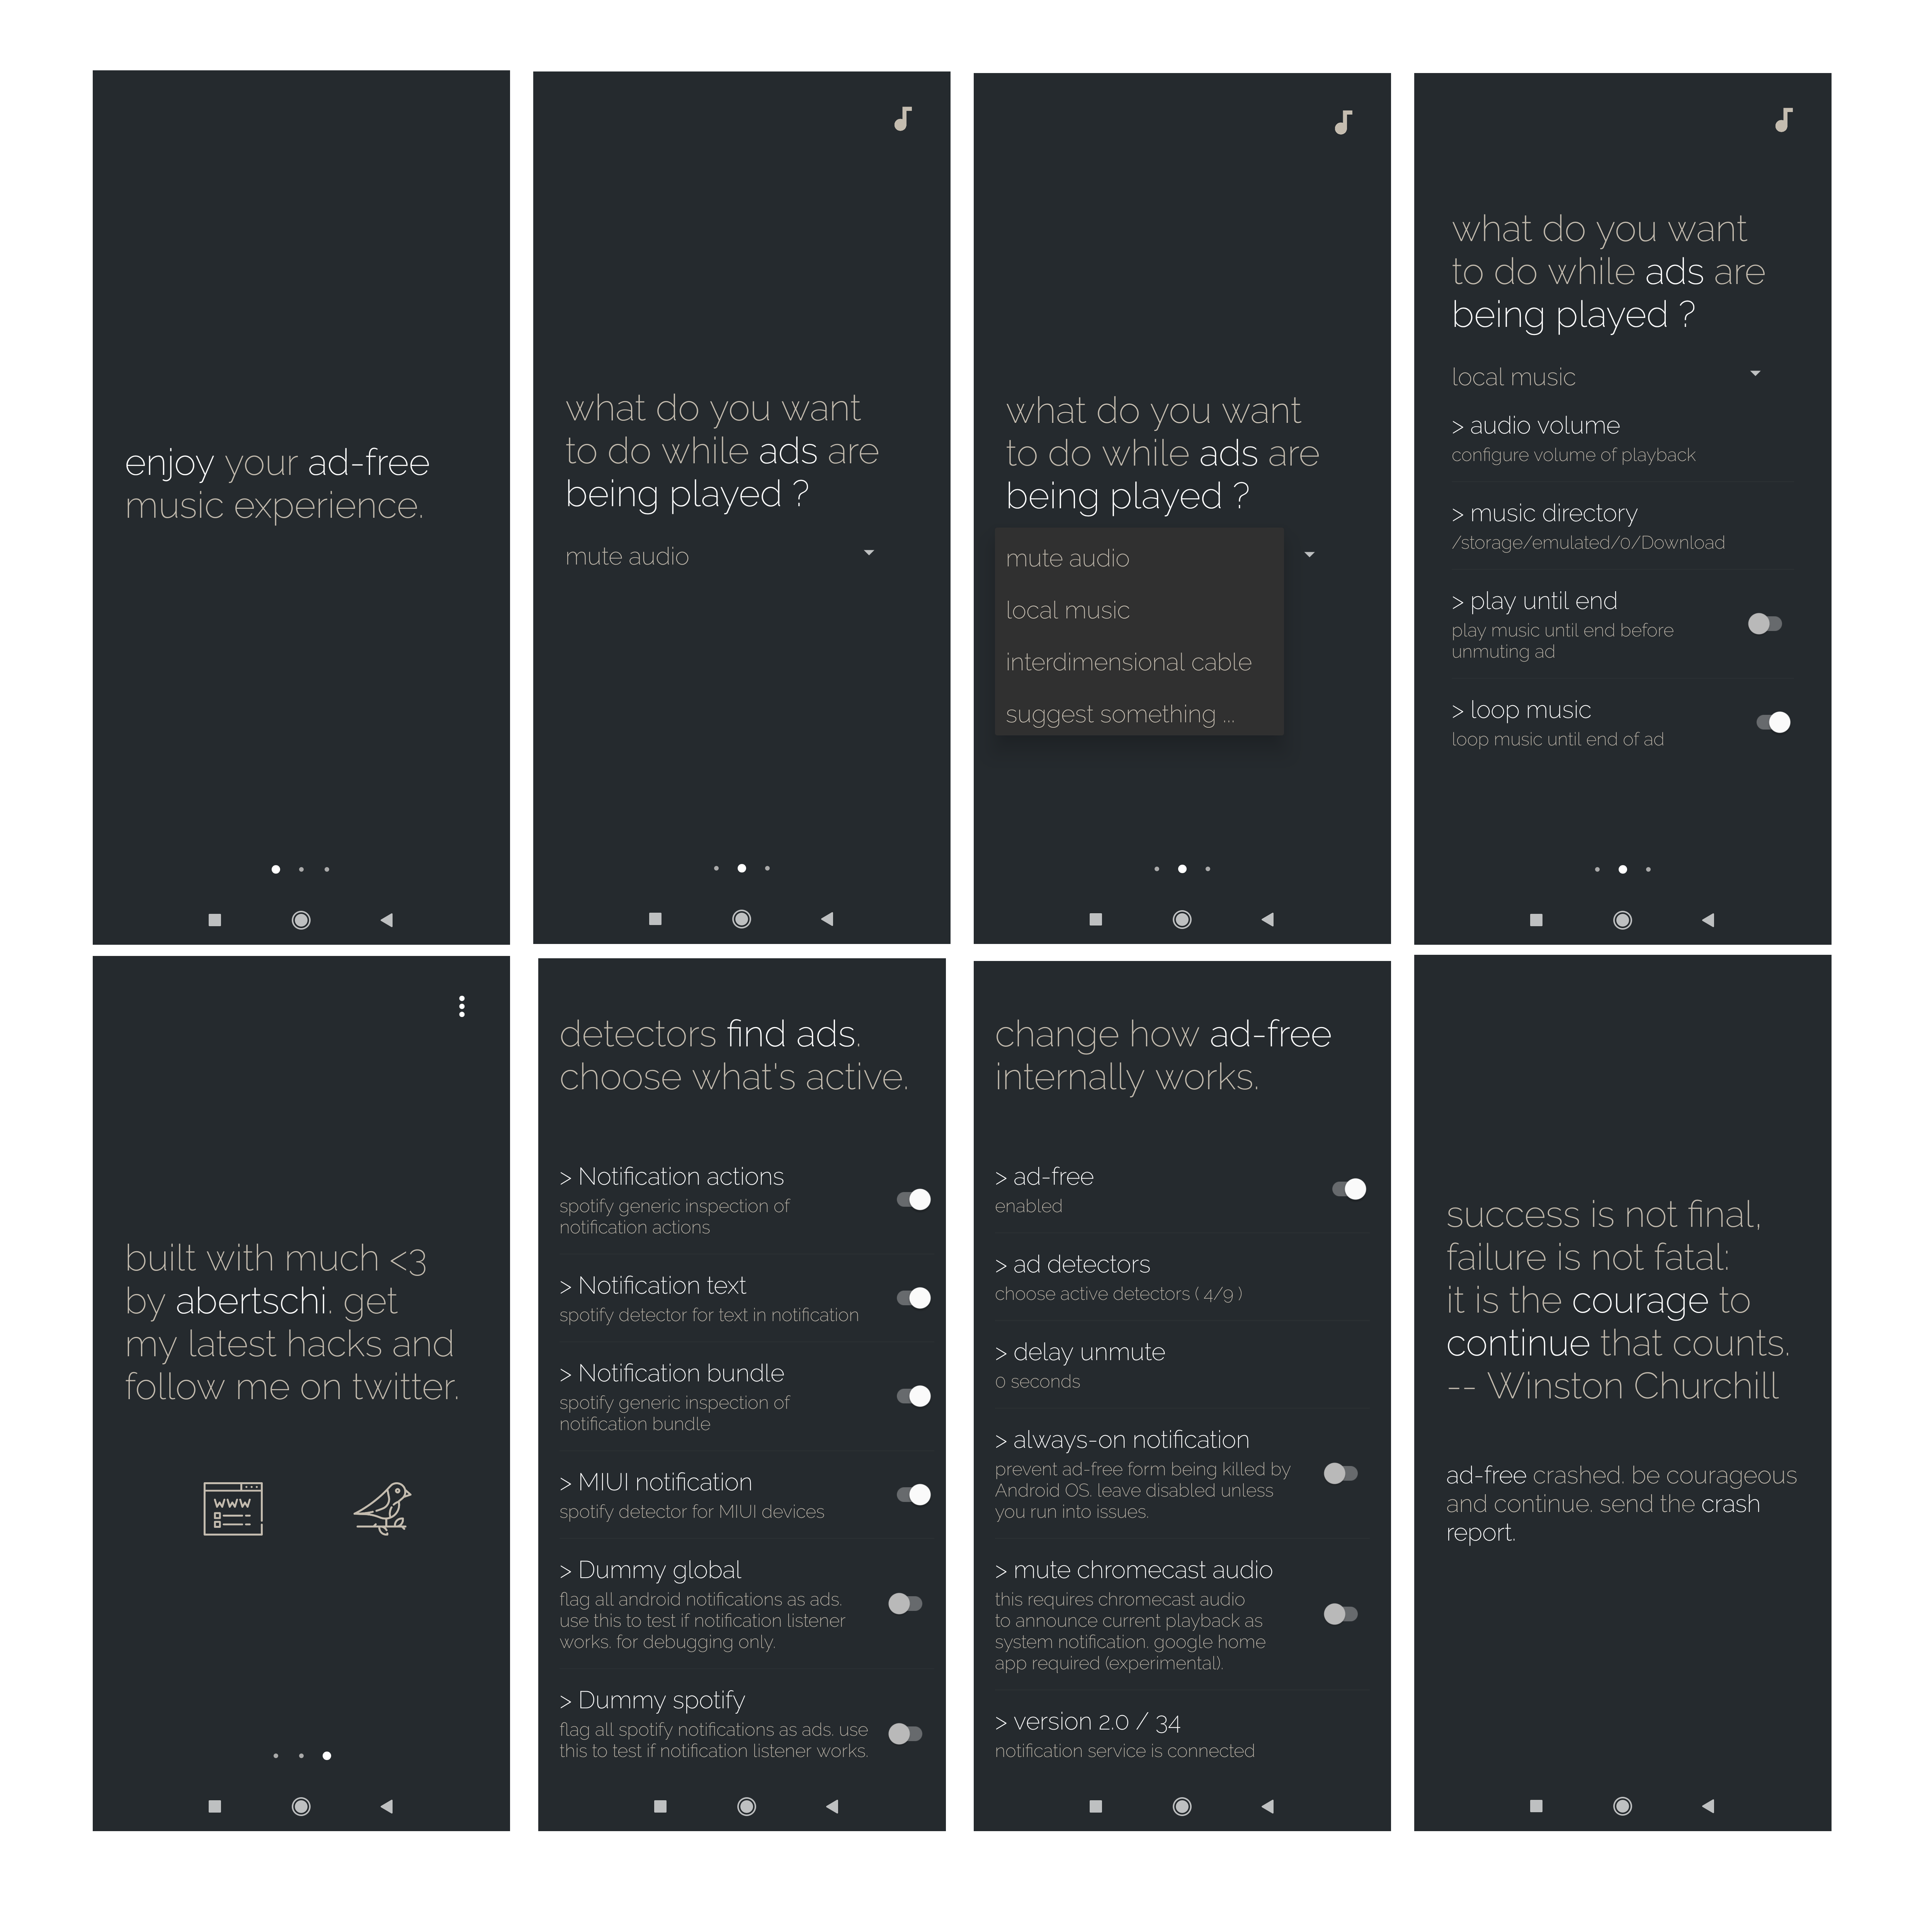 enjoy your ad-free
music experience.
what do you want
to do while ads are
being played ?
mute audio
what do you want
to do while ads are
being played ?
mute audio
local music
interdimensional cable
suggest something ...
what do you want
to do while ads are
being played ?
local music
> audio volume
configure volume of playback
> music directory
/storage/emulated/0/Download
> play until end
play music until end before
unmuting ad
> loop music
loop music until end of ad
built with much <3
by abertschi. get
my latest hacks and
follow me on twitter.
WWW
detectors find ads.
choose what's active.
> Notification actions
spotify generic inspection of
notification actions
> Notification text
spotify detector for text in notification
> Notification bundle
spotify generic inspection of
notification bundle
> MIUI notification
spotify detector for MIUI devices
> Dummy global
flag all android notifications as ads.
use this to test if notification listener
works. for debugging only.
> Dummy spotify
flag all spotify notifications as ads. use
this to test if notification listener works.
change how ad-free
internally works.
> ad-free
enabled
> ad detectors
choose active detectors ( 4/9 )
> delay unmute
0 seconds
> always-on notification
prevent ad-free form being killed by
Android OS. leave disabled unless
you run into issues.
> mute chromecast audio
this requires chromecast audio
to announce current playback as
system notification. google home
app required (experimental).
> version 2.0 / 34
notification service is connected
success is not final,
failure is not fatal:
it is the courage to
continue that counts.
-- Winston Churchill
ad-free crashed. be courageous
and continue. send the crash
report.